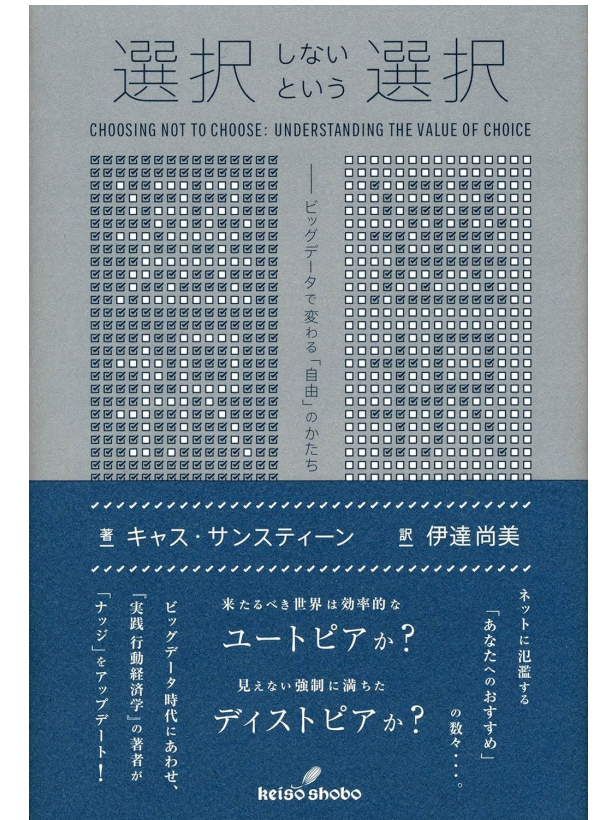 選択しないという選択
CHOOSING NOT TO CHOOSE: UNDERSTANDING THE VALUE OF CHOICE
──ビッグデータで変わる「自由」のかたち
著 キャス・サンスティーン 訳 伊達尚美
ネットに氾濫する
「あなたへのおすすめ」
の数々・・・。
来たるべき世界は効率的な
ユートピアか?
見えない強制に満ちた
ディストピアか?
ビッグデータ時代にあわせ、
『実践 行動経済学』の著者が
「ナッジ」をアップデート!
keiso shobo